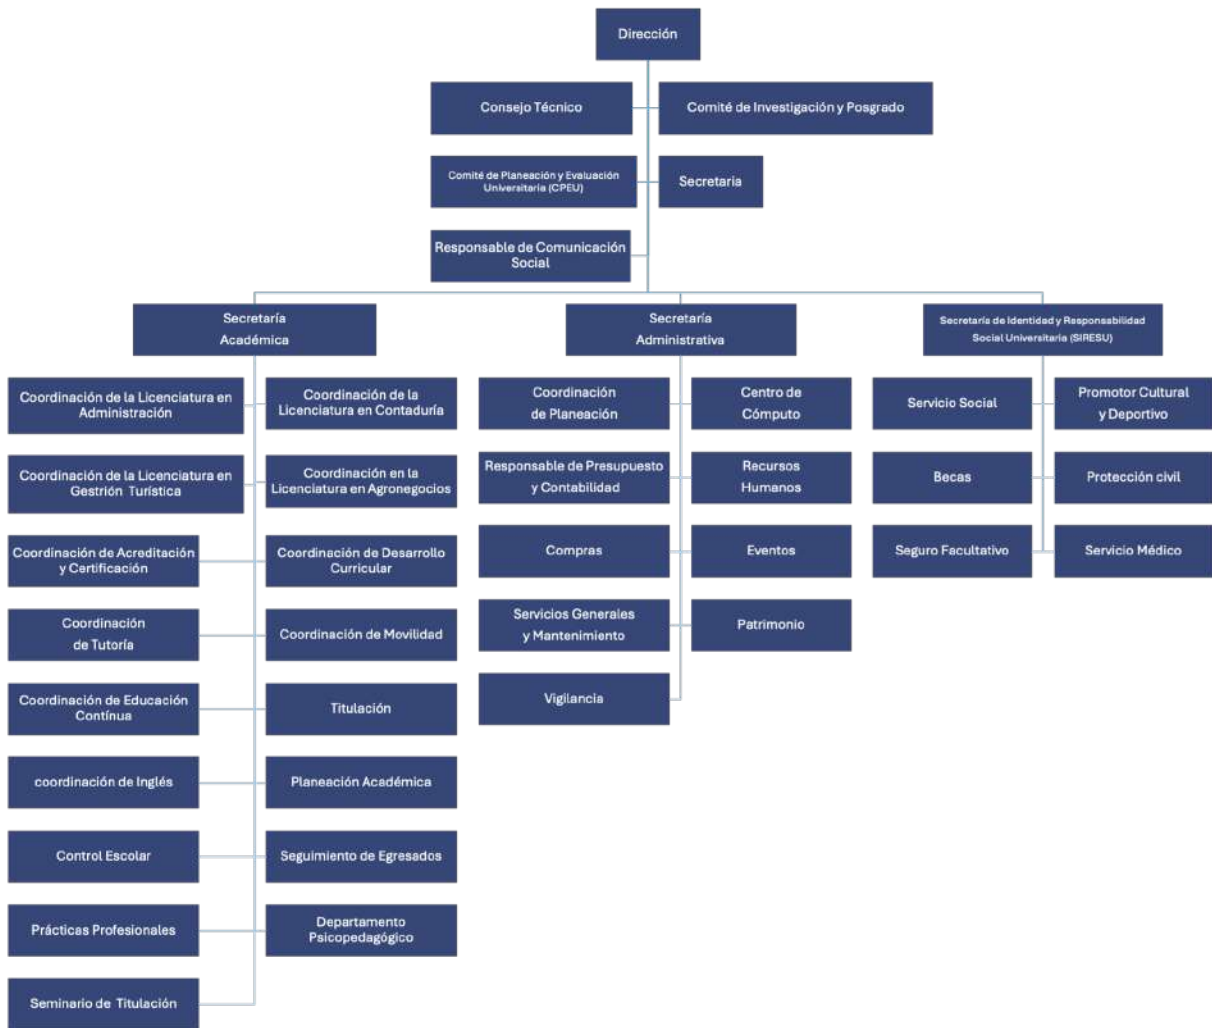 Dirección
Consejo Técnico
Comité de Investigación y Posgrado
Comité de Planeación y Evaluación
Universitaria (CPEU)
Secretaria
Responsable de Comunicación
Social
Secretaría
Académica
Secretaría
Administrativa
Secretaría de Identidad y Responsabilidad
Social Universitaria (SIRESU)
Coordinación de la Licenciatura en
Administración
Coordinación de la
Licenciatura en Contaduría
Coordinación de la Licenciatura en
Gestión Turística
Coordinación en la
Licenciatura en Agronegocios
Coordinación de Acreditación
y Certificación
Coordinación de Desarrollo
Curricular
Coordinación
de Tutoría
Coordinación de Movilidad
Coordinación de Educación
Contínua
Titulación
coordinación de Inglés
Planeación Académica
Control Escolar
Seguimiento de Egresados
Prácticas Profesionales
Departamento
Psicopedagógico
Seminario de Titulación
Coordinación
de Planeación
Centro de
Cómputo
Responsable de Presupuesto
y Contabilidad
Recursos
Humanos
Compras
Eventos
Servicios Generales
y Mantenimiento
Patrimonio
Vigilancia
Servicio Social
Promotor Cultural
y Deportivo
Becas
Protección civil
Seguro Facultativo
Servicio Médico